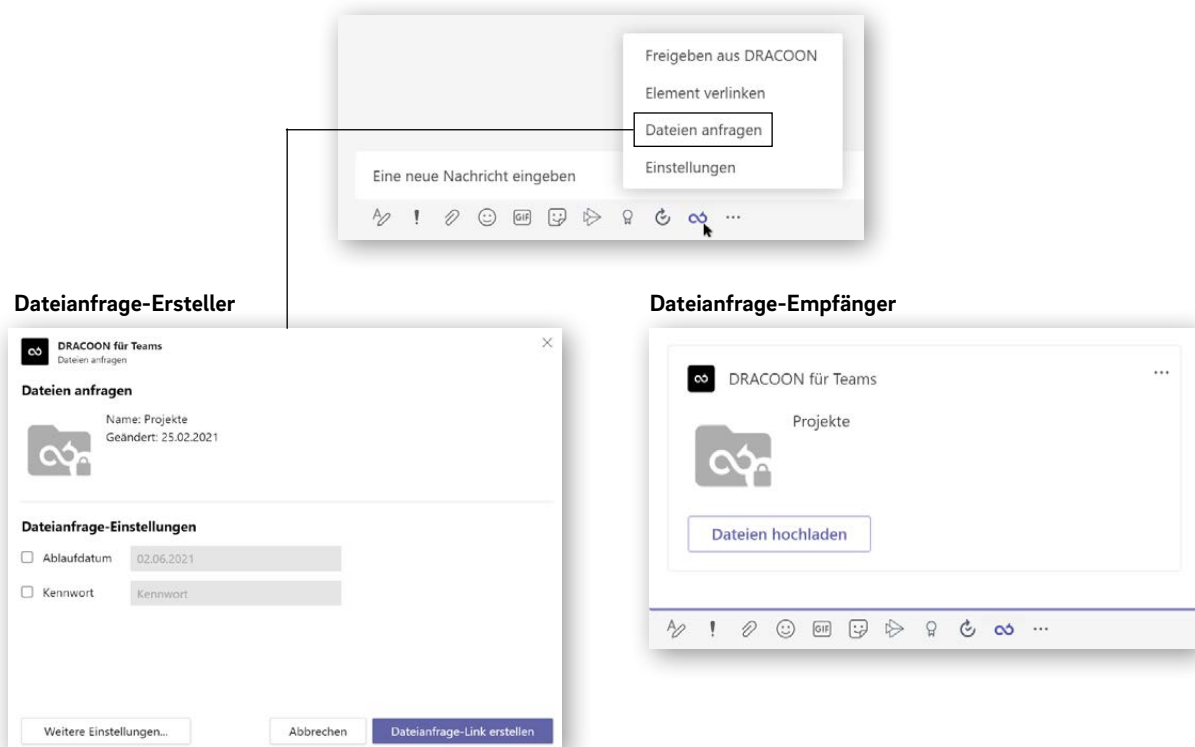 Freigeben aus DRACOON
Element verlinken
Dateien anfragen
Einstellungen
Eine neue Nachricht eingeben
GIF
Dateianfrage-Ersteller
DRACOON für Teams
Dateien anfragen
Dateien anfragen
Name: Projekte
Geändert: 25.02.2021
Dateianfrage-Einstellungen
Ablaufdatum 02.06.2021
Kennwort Kennwort
Weitere Einstellungen... Abbrechen Dateianfrage-Link erstellen
Dateianfrage-Empfänger
DRACOON für Teams
Projekte
Dateien hochladen
GIF